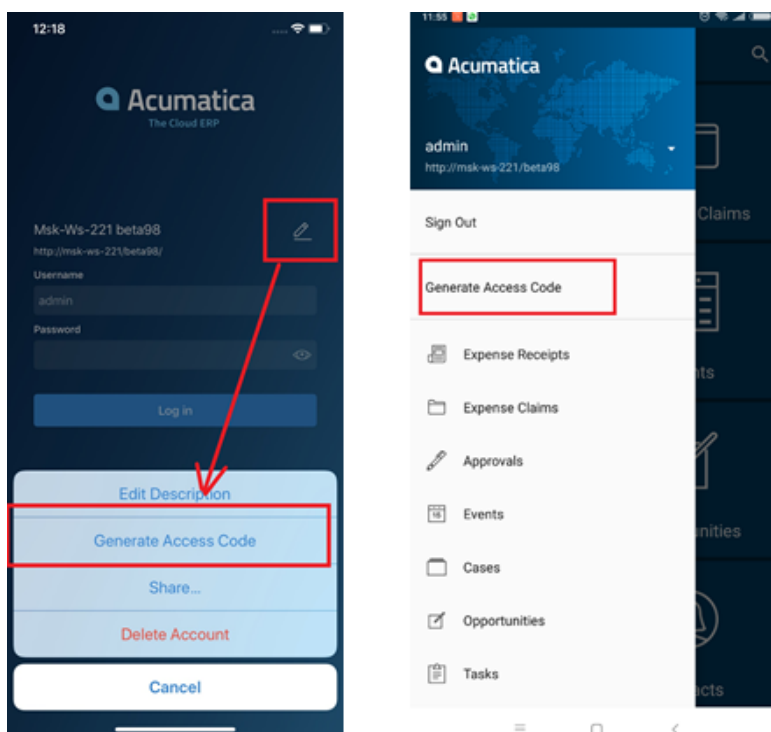 12:18
Acumatica
The Cloud ERP
Msk-Ws-221 beta98
http://msk-ws-221/beta98/
Username
admin
Password
Log in
Edit Description
Generate Access Code
Share...
Delete Account
Cancel
11:55
Acumatica
admin
http://msk-ws-221/beta98
Sign Out
Generate Access Code
Expense Receipts
Expense Claims
Approvals
Events
Cases
Opportunities
Tasks
Claims
nts
nities
acts